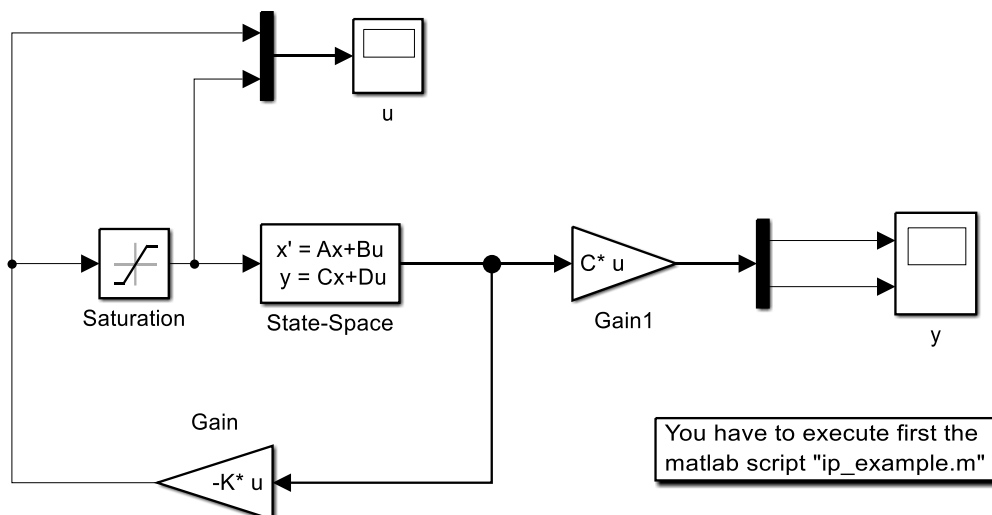 u
x' = Ax+Bu
y = Cx+Du
C* u
Saturation
State-Space
Gain1
y
Gain
-K* u
You have to execute first the
matlab script "ip_example.m"